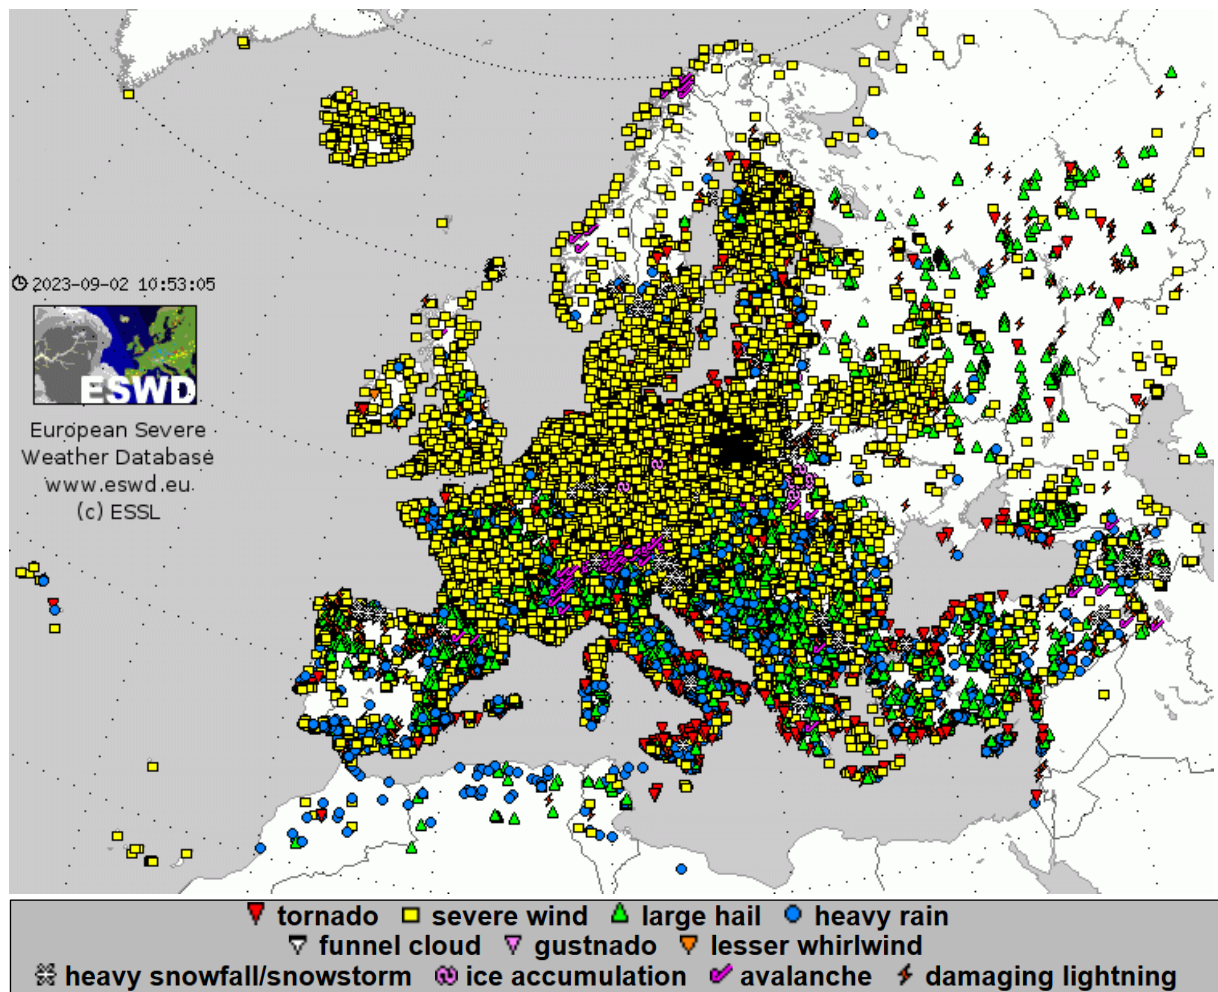 2023-09-02 10:53:05
ESWD
European Severe
Weather Database
www.eswd.eu
(c) ESSL
tornado severe wind large hail heavy rain
funnel cloud gustnado lesser whirlwind
heavy snowfall/snowstorm ice accumulation avalanche damaging lightning